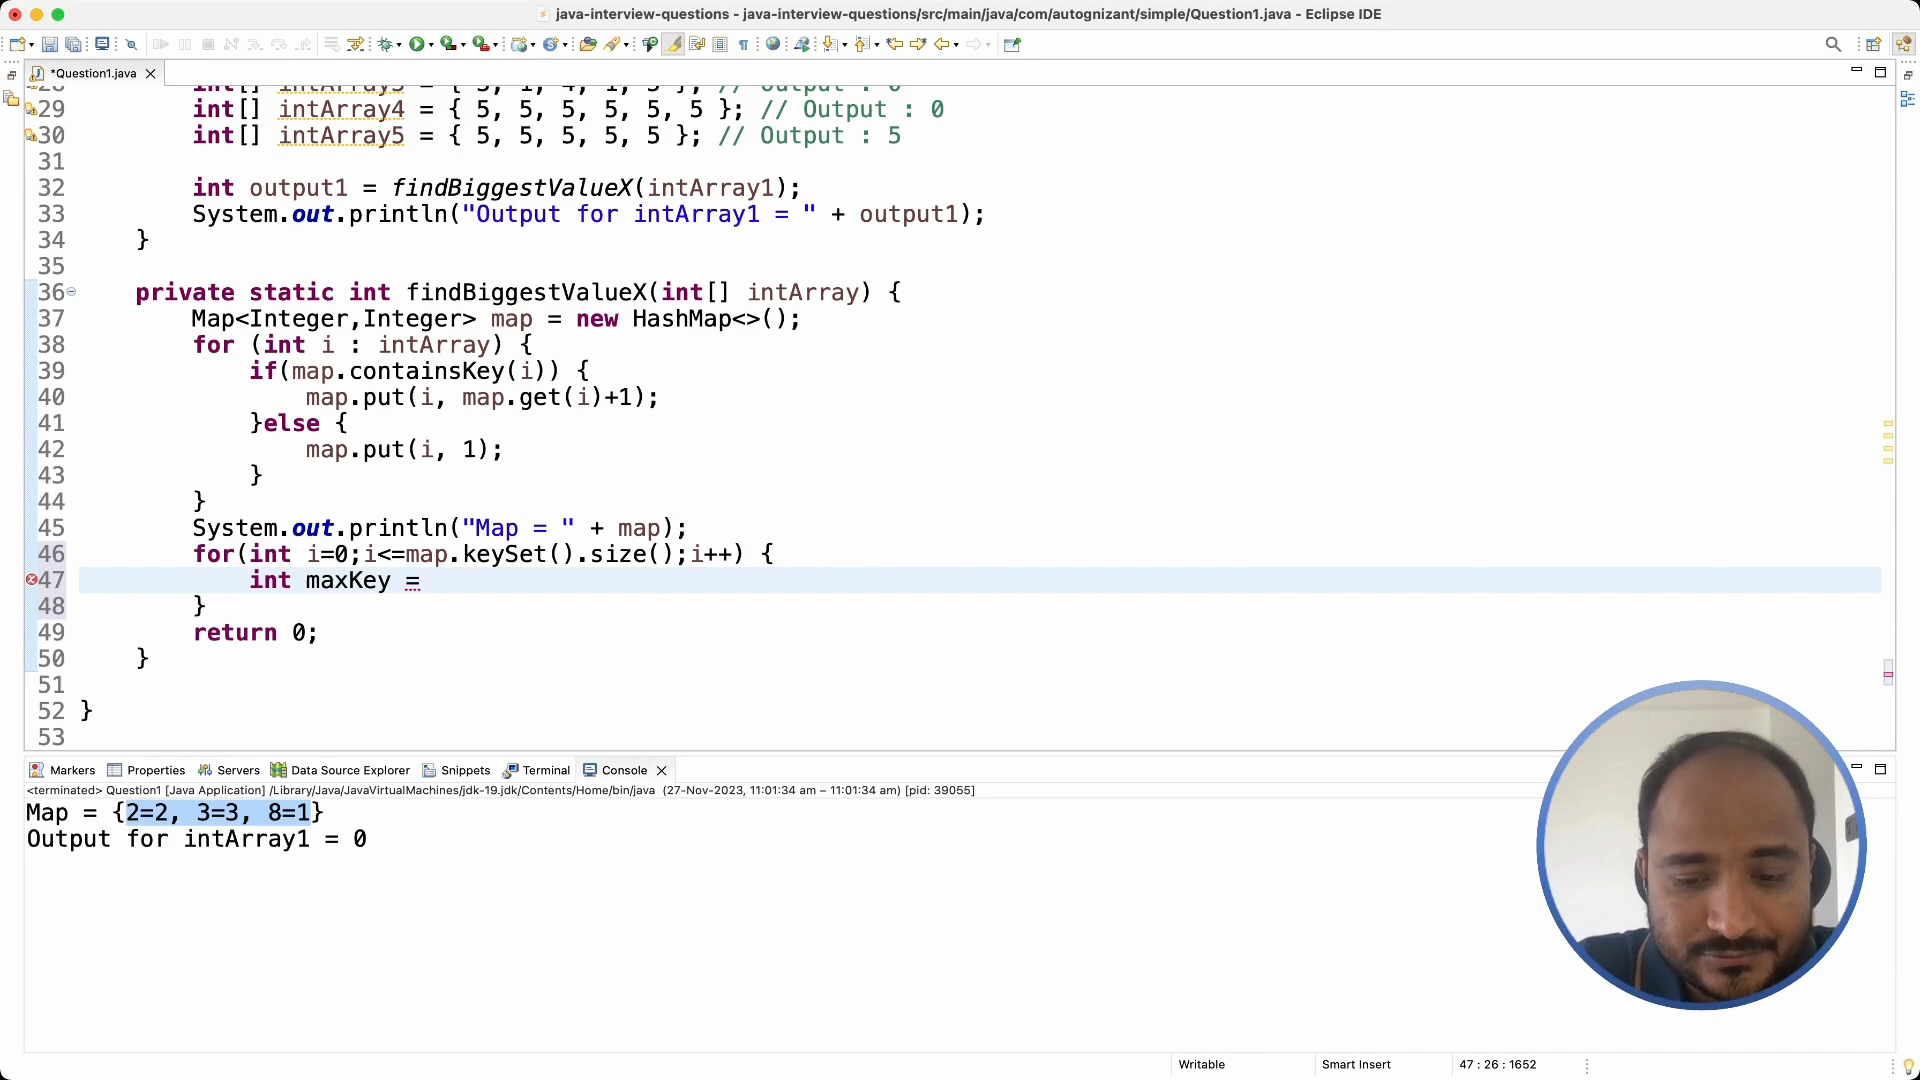 java-interview-questions - java-interview-questions/src/main/java/com/autognizant/simple/Question1.java - Eclipse IDE
*Question1.java
29 int[] intArray4 = { 5, 5, 5, 5, 5, 5 }; // Output : 0
30 int[] intArray5 = { 5, 5, 5, 5, 5 }; // Output : 5
31
32 int output1 = findBiggestValueX(intArray1);
33 System.out.println("Output for intArray1 = " + output1);
34 }
35
36 private static int findBiggestValueX(int[] intArray) {
37 Map<Integer,Integer> map = new HashMap<>();
38 for (int i : intArray) {
39 if(map.containsKey(i)) {
40 map.put(i, map.get(i)+1);
41 }else {
42 map.put(i, 1);
43 }
44 }
45 System.out.println("Map = " + map);
46 for(int i=0;i<=map.keySet().size();i++) {
47 int maxKey =
48 }
49 return 0;
50 }
51
52 }
53
Markers Properties Servers Data Source Explorer Snippets Terminal Console
<terminated> Question1 [Java Application] /Library/Java/JavaVirtualMachines/jdk-19.jdk/Contents/Home/bin/java (27-Nov-2023, 11:01:34 am – 11:01:34 am) [pid: 39055]
Map = {2=2, 3=3, 8=1}
Output for intArray1 = 0
Writable Smart Insert 47 : 26 : 1652